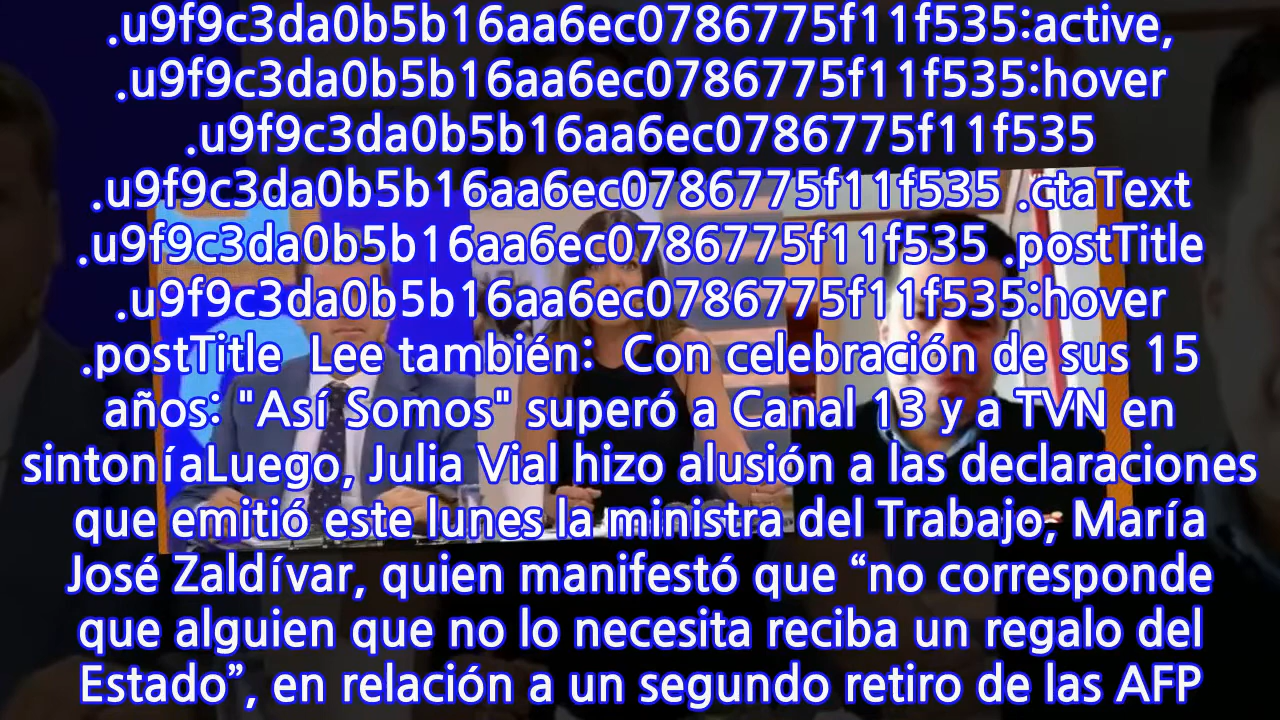 .u9f9c3da0b5b16aa6ec0786775f11f535:active,
.u9f9c3da0b5b16aa6ec0786775f11f535:hover
.u9f9c3da0b5b16aa6ec0786775f11f535
.u9f9c3da0b5b16aa6ec0786775f11f535 .ctaText
.u9f9c3da0b5b16aa6ec0786775f11f535 .postTitle
.u9f9c3da0b5b16aa6ec0786775f11f535:hover
.postTitle  Lee también:  Con celebración de sus 15
años: "Así Somos" superó a Canal 13 y a TVN en
sintoníaLuego, Julia Vial hizo alusión a las declaraciones
que emitió este lunes la ministra del Trabajo, María
José Zaldívar, quien manifestó que “no corresponde
que alguien que no lo necesita reciba un regalo del
Estado”, en relación a un segundo retiro de las AFP